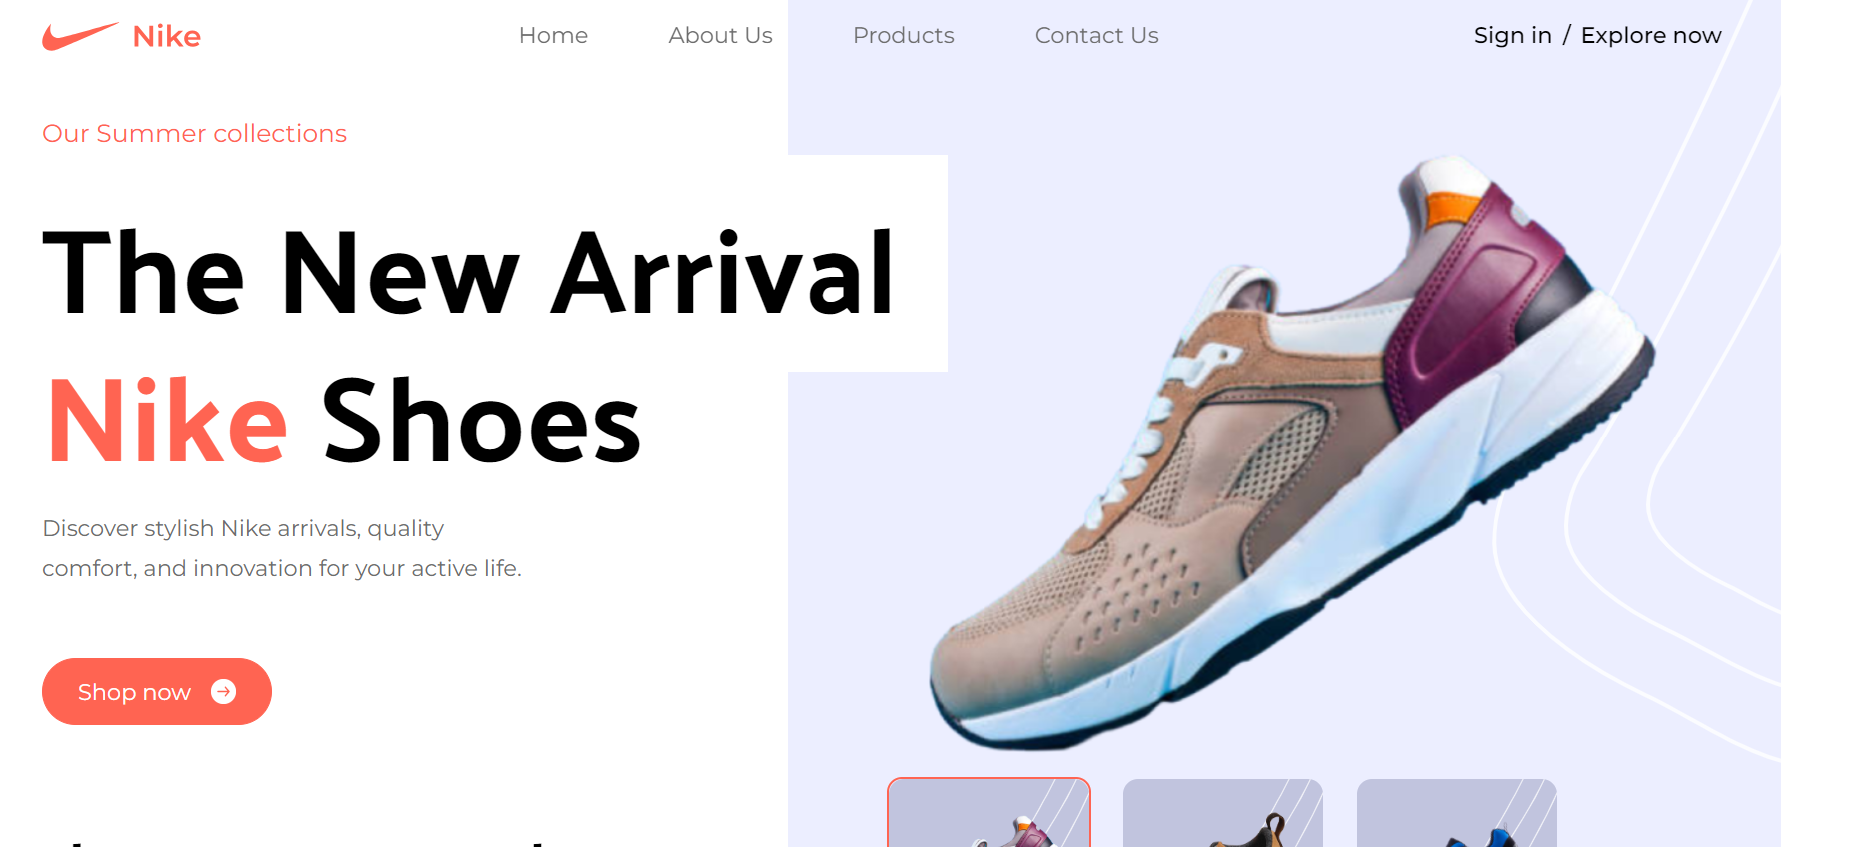 Nike
Home
About Us
Products
Contact Us
Sign in / Explore now
Our Summer collections
The New Arrival
Nike Shoes
Discover stylish Nike arrivals, quality
comfort, and innovation for your active life.
Shop now